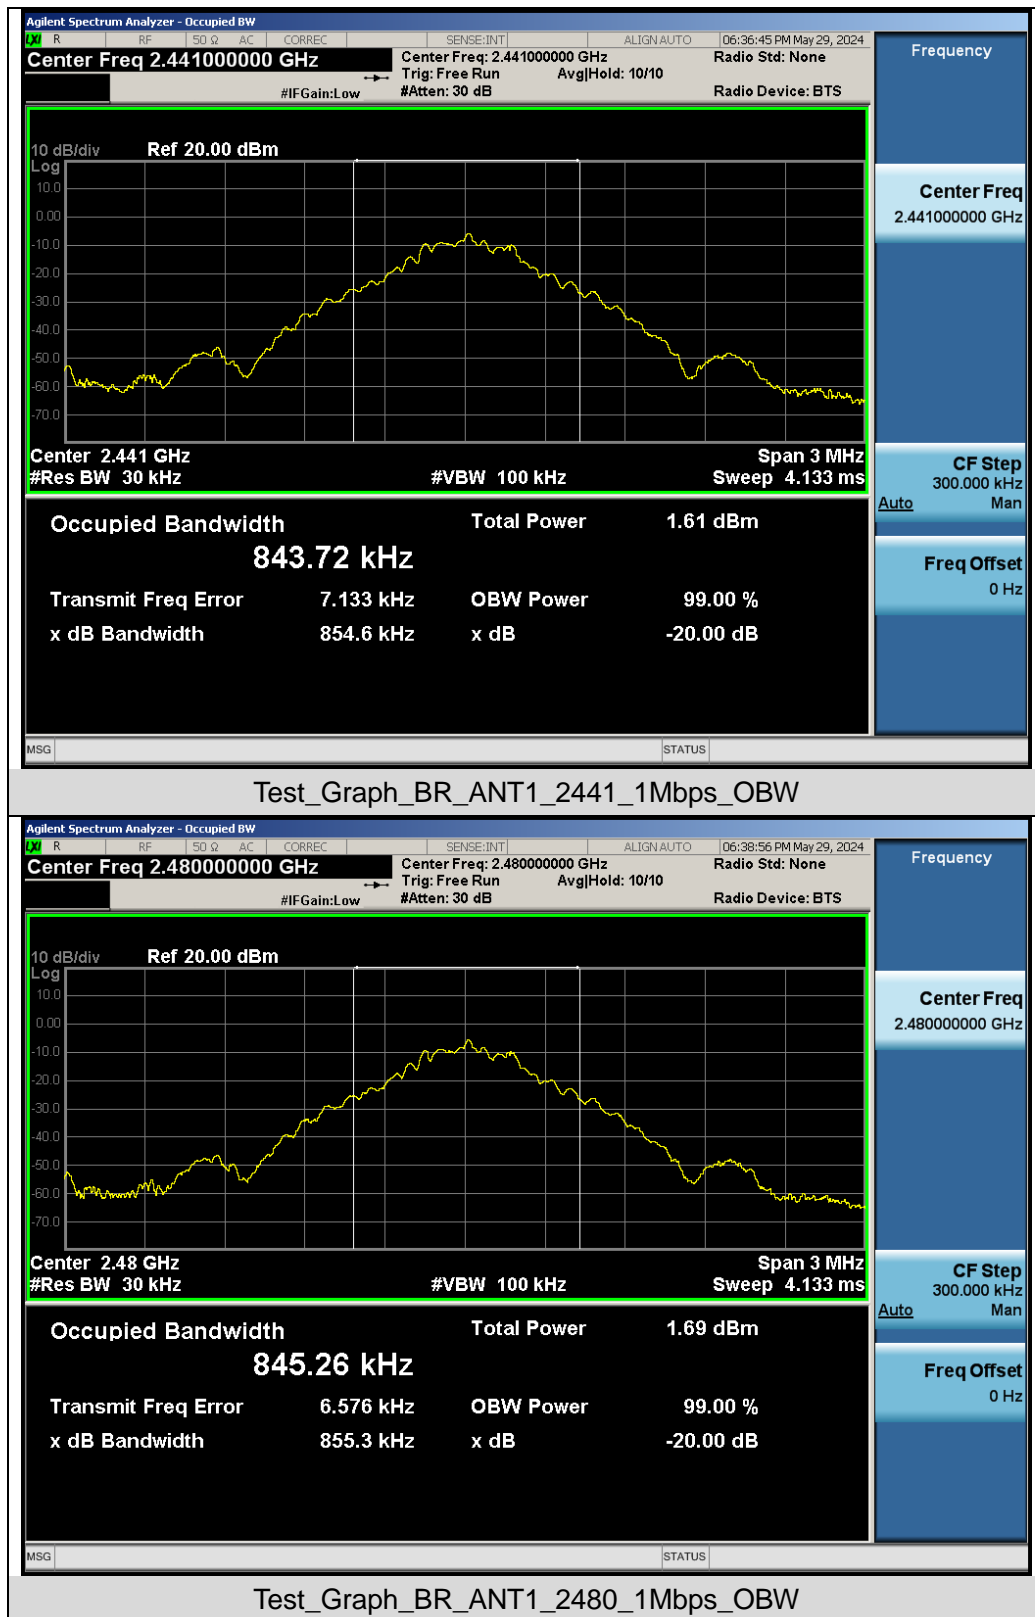 Agilent Spectrum Analyzer - Occupied BW
LXI R RF 50 Ω AC CORREC SENSE:INT ALIGN AUTO 06:36:45 PM May 29, 2024
Center Freq 2.441000000 GHz
Center Freq: 2.441000000 GHz
Radio Std: None
Trig: Free Run Avg|Hold: 10/10
#IFGain:Low #Atten: 30 dB Radio Device: BTS
Frequency
10 dB/div Ref 20.00 dBm
Log
10.0
0.00
-10.0
-20.0
-30.0
-40.0
-50.0
-60.0
-70.0
Center Freq
2.441000000 GHz
Center 2.441 GHz Span 3 MHz
#Res BW 30 kHz #VBW 100 kHz Sweep 4.133 ms
CF Step
300.000 kHz
Auto Man
Occupied Bandwidth Total Power 1.61 dBm
843.72 kHz
Transmit Freq Error 7.133 kHz OBW Power 99.00 %
x dB Bandwidth 854.6 kHz x dB -20.00 dB
Freq Offset
0 Hz
MSG STATUS
Test_Graph_BR_ANT1_2441_1Mbps_OBW
Agilent Spectrum Analyzer - Occupied BW
LXI R RF 50 Ω AC CORREC SENSE:INT ALIGN AUTO 06:38:56 PM May 29, 2024
Center Freq 2.480000000 GHz
Center Freq: 2.480000000 GHz
Radio Std: None
Trig: Free Run Avg|Hold: 10/10
#IFGain:Low #Atten: 30 dB Radio Device: BTS
Frequency
10 dB/div Ref 20.00 dBm
Log
10.0
0.00
-10.0
-20.0
-30.0
-40.0
-50.0
-60.0
-70.0
Center Freq
2.480000000 GHz
Center 2.48 GHz Span 3 MHz
#Res BW 30 kHz #VBW 100 kHz Sweep 4.133 ms
CF Step
300.000 kHz
Auto Man
Occupied Bandwidth Total Power 1.69 dBm
845.26 kHz
Transmit Freq Error 6.576 kHz OBW Power 99.00 %
x dB Bandwidth 855.3 kHz x dB -20.00 dB
Freq Offset
0 Hz
MSG STATUS
Test_Graph_BR_ANT1_2480_1Mbps_OBW